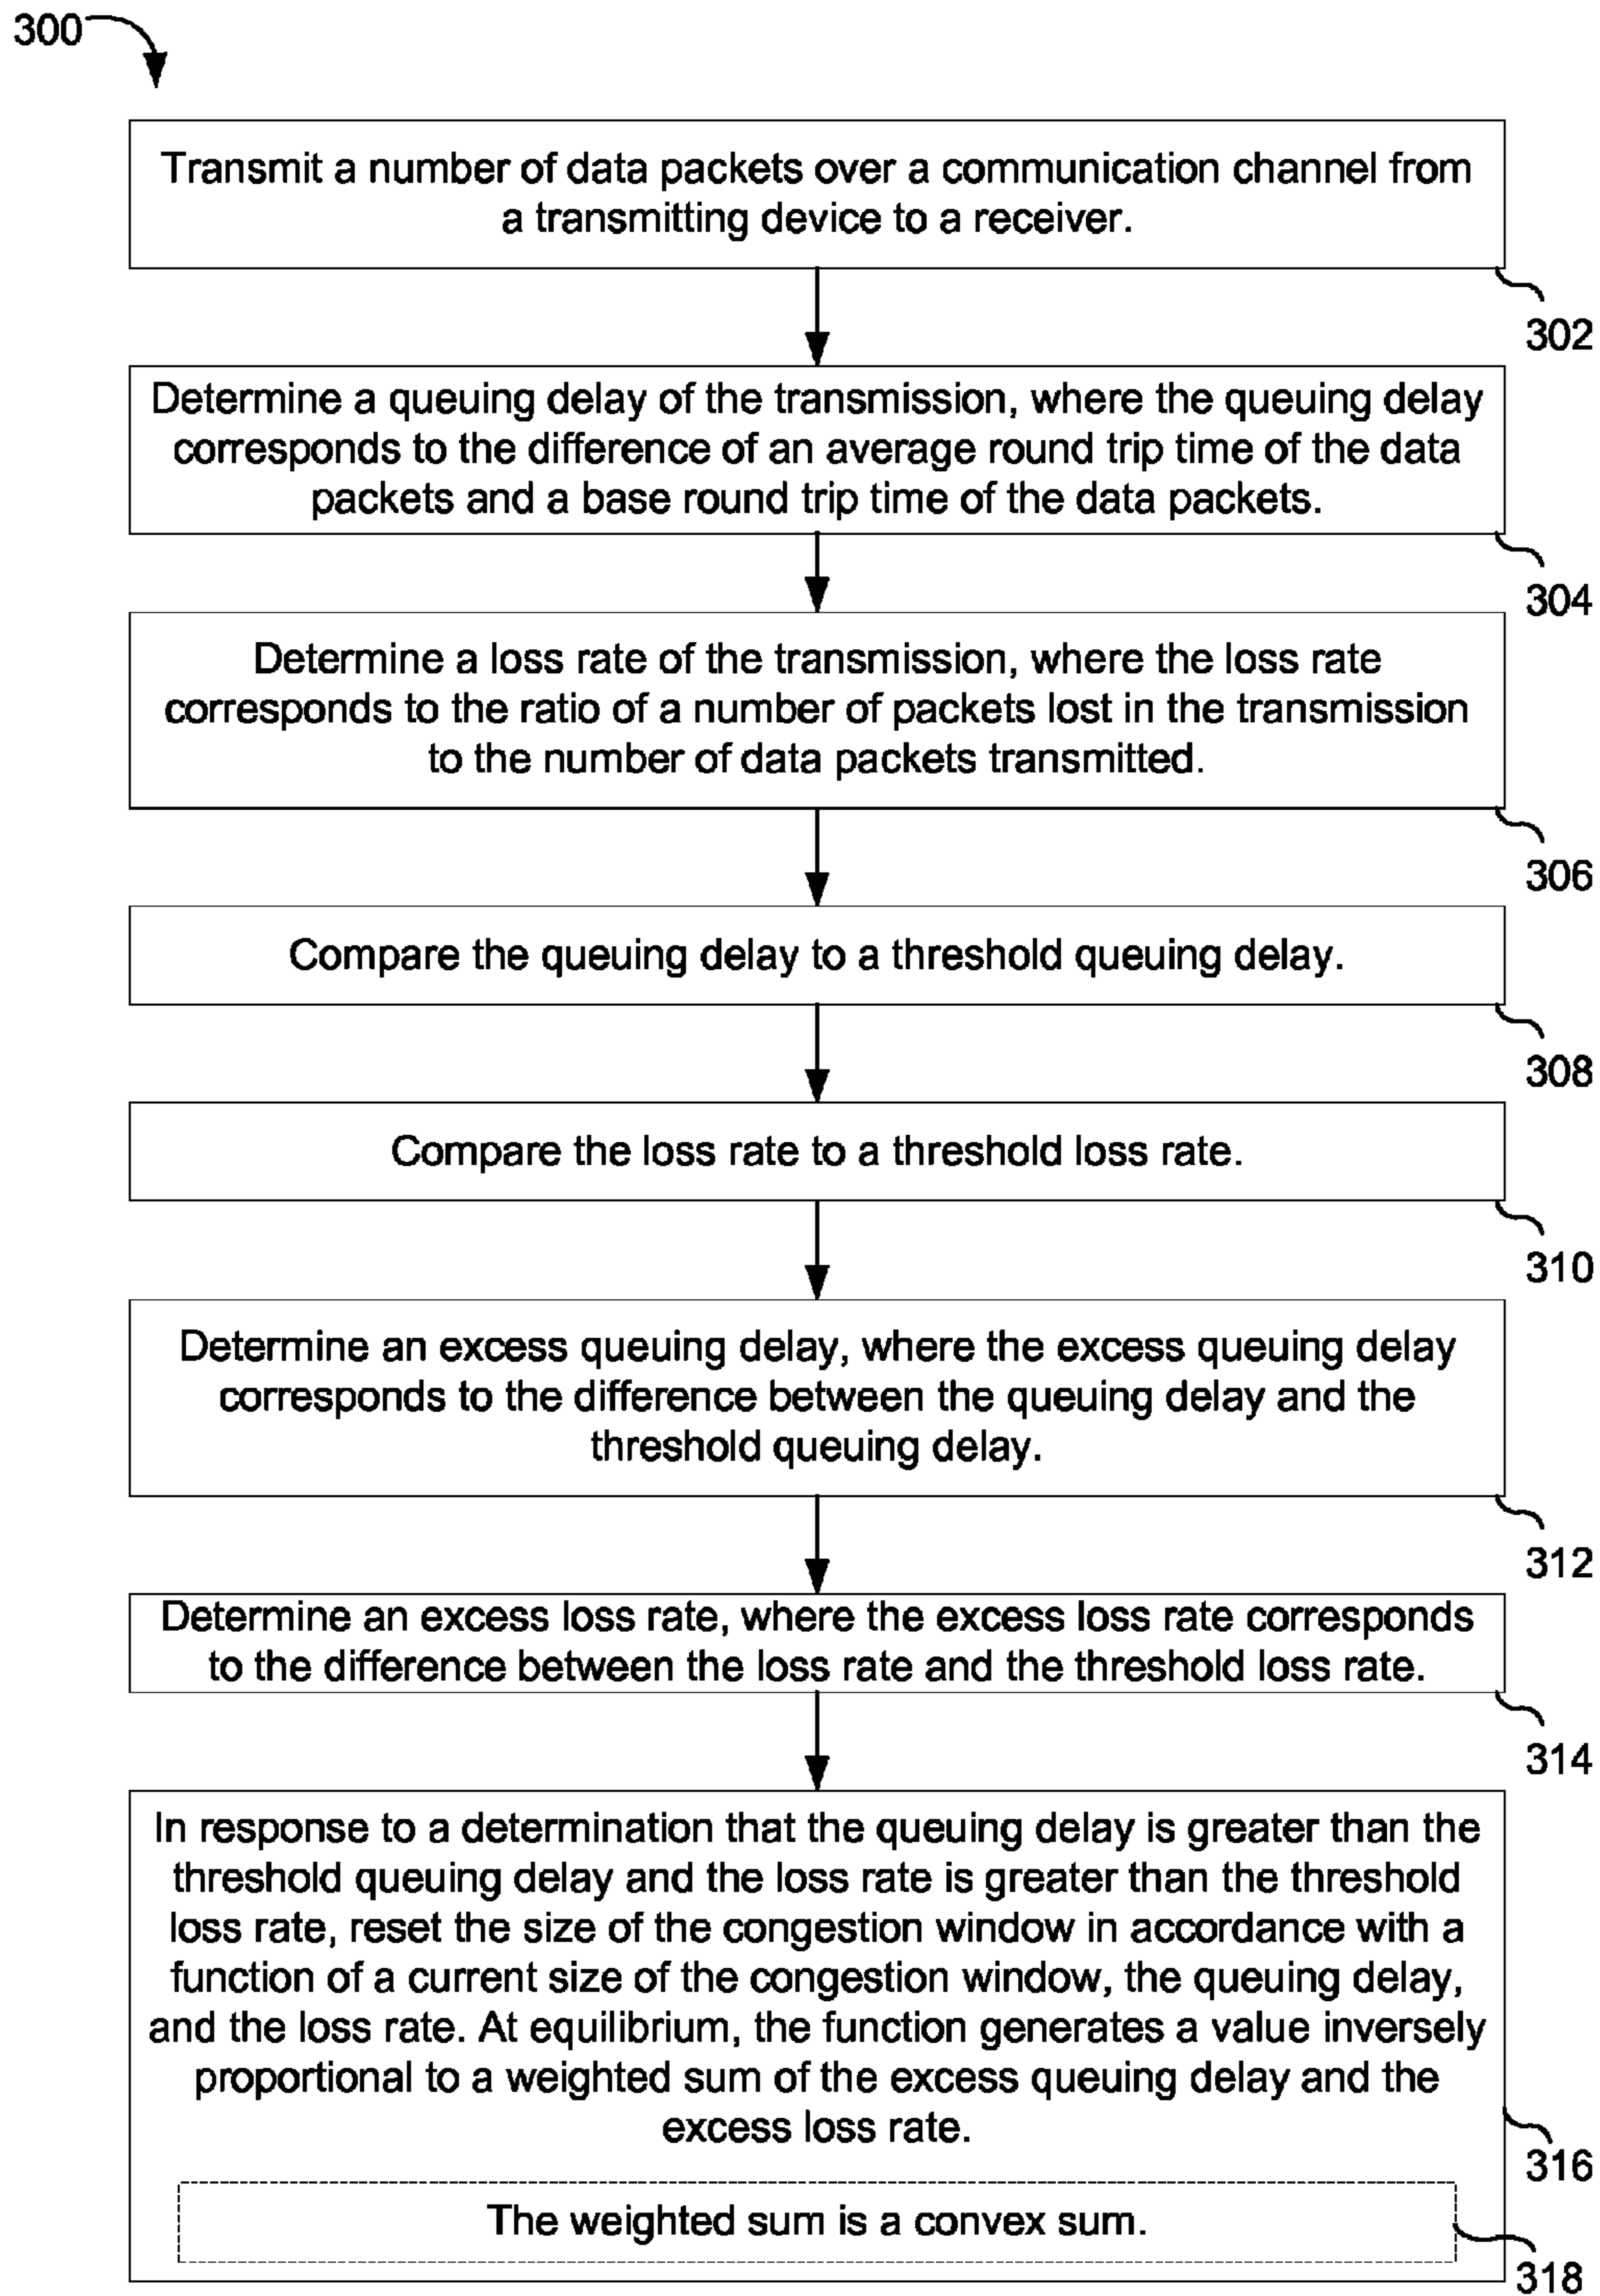 300
Transmit a number of data packets over a communication channel from
a transmitting device to a receiver.
302
Determine a queuing delay of the transmission, where the queuing delay
corresponds to the difference of an average round trip time of the data
packets and a base round trip time of the data packets.
304
Determine a loss rate of the transmission, where the loss rate
corresponds to the ratio of a number of packets lost in the transmission
to the number of data packets transmitted.
306
Compare the queuing delay to a threshold queuing delay.
308
Compare the loss rate to a threshold loss rate.
310
Determine an excess queuing delay, where the excess queuing delay
corresponds to the difference between the queuing delay and the
threshold queuing delay.
312
Determine an excess loss rate, where the excess loss rate corresponds
to the difference between the loss rate and the threshold loss rate.
314
In response to a determination that the queuing delay is greater than the
threshold queuing delay and the loss rate is greater than the threshold
loss rate, reset the size of the congestion window in accordance with a
function of a current size of the congestion window, the queuing delay,
and the loss rate. At equilibrium, the function generates a value inversely
proportional to a weighted sum of the excess queuing delay and the
excess loss rate.
316
The weighted sum is a convex sum.
318